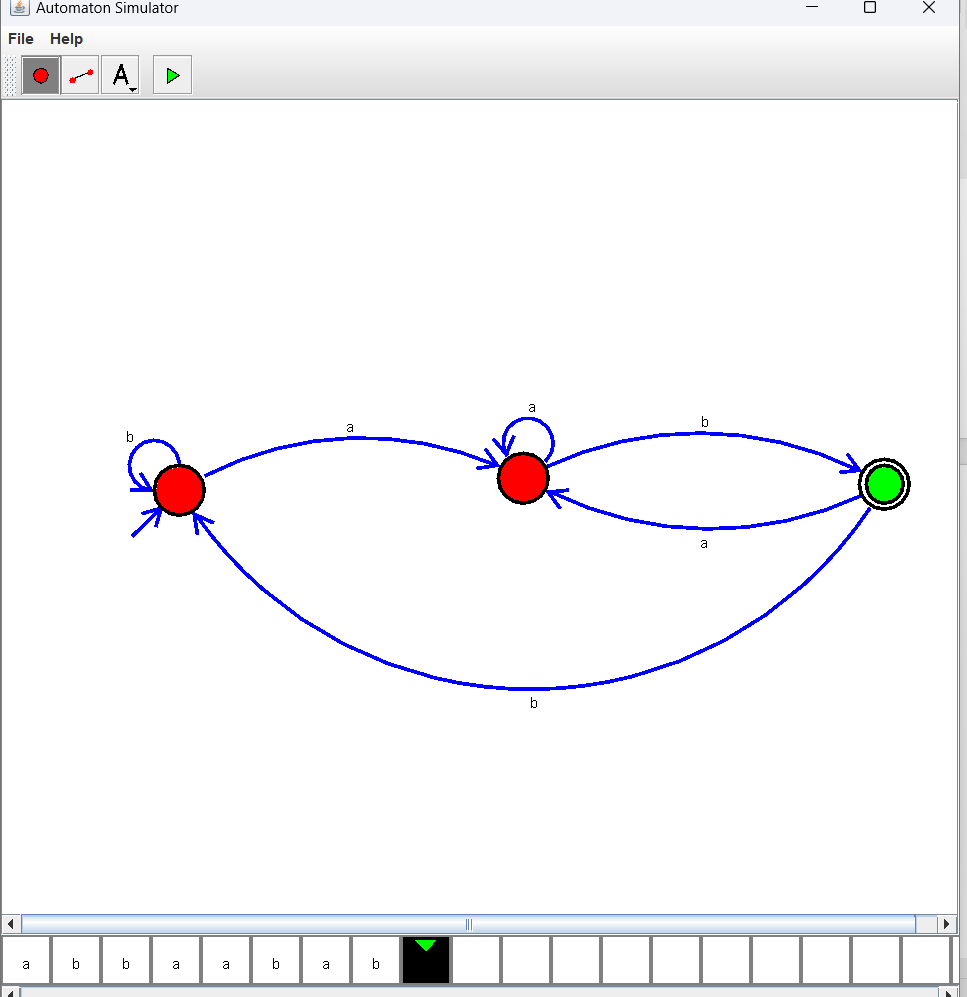 Automaton Simulator
File Help
A
a
b a b
a
b
a b b a a b a b